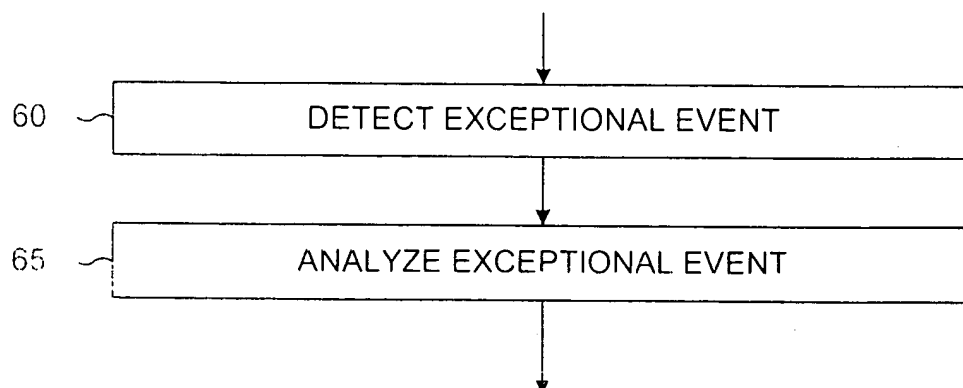 60 DETECT EXCEPTIONAL EVENT
65 ANALYZE EXCEPTIONAL EVENT